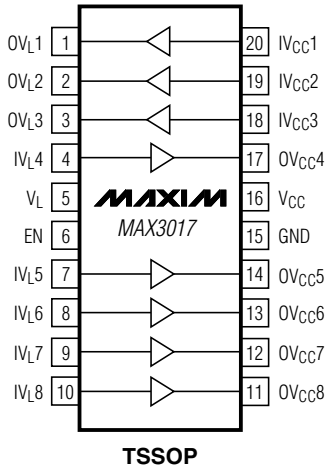 OVL1 1 20 IVCC1
OVL2 2 19 IVCC2
OVL3 3 18 IVCC3
IVL4 4 17 OVCC4
VL 5 MAXIM 16 VCC
EN 6 MAX3017 15 GND
IVL5 7 14 OVCC5
IVL6 8 13 OVCC6
IVL7 9 12 OVCC7
IVL8 10 11 OVCC8
TSSOP